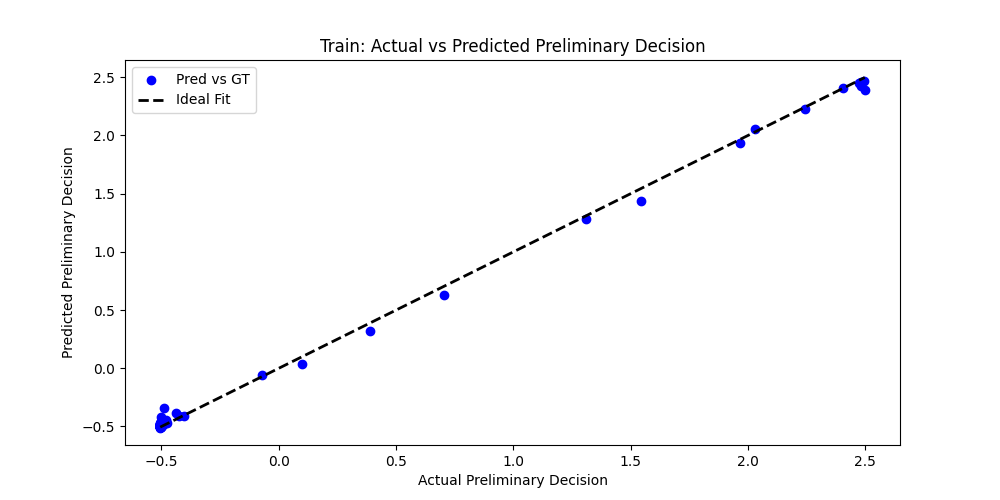 Train: Actual vs Predicted Preliminary Decision
Pred vs GT
Ideal Fit
Predicted Preliminary Decision
2.5
2.0
1.5
1.0
0.5
0.0
−0.5
−0.5 0.0 0.5 1.0 1.5 2.0 2.5
Actual Preliminary Decision